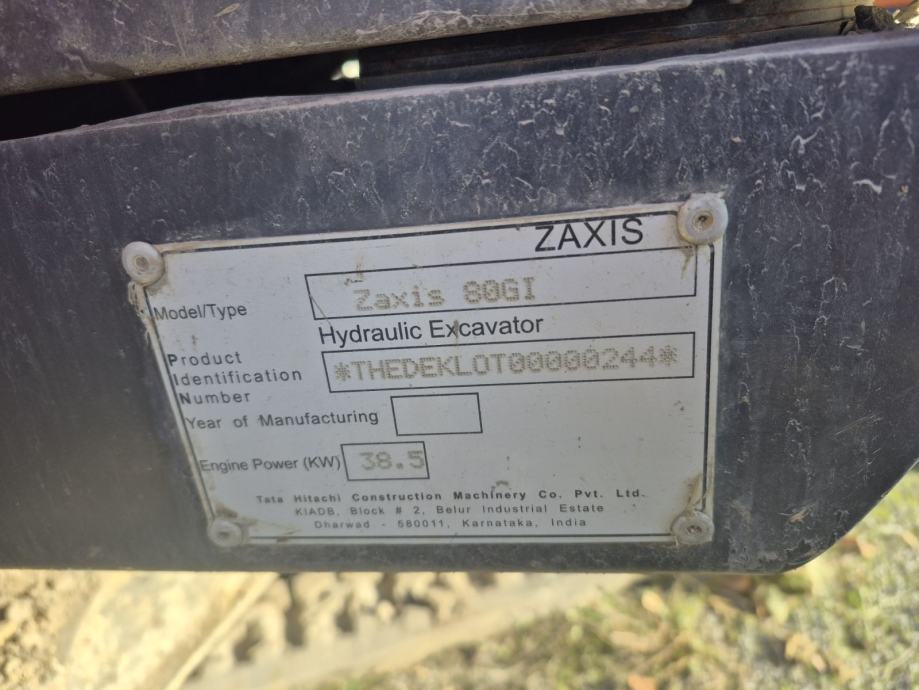 ZAXIS
Model/Type Zaxis 80GI
Hydraulic Excavator
Product
Identification
Number *THEDEKLOT00000244*
Year of Manufacturing
Engine Power (KW) 38.5
Tata Hitachi Construction Machinery Co. Pvt. Ltd.
KIADB, Block # 2, Belur Industrial Estate
Dharwad - 580011, Karnataka, India